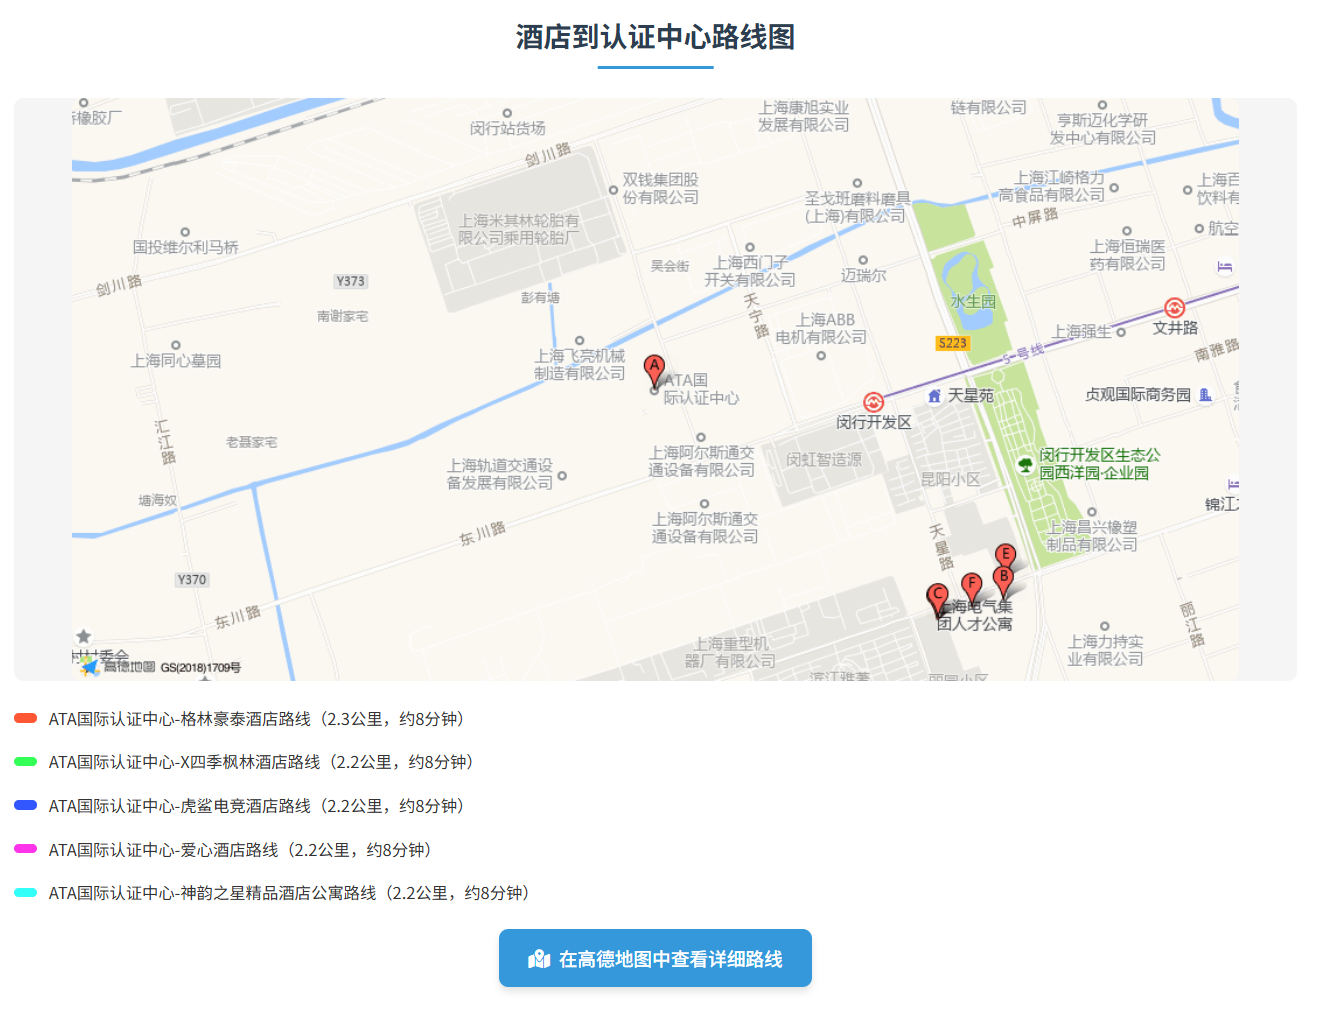 酒店到认证中心路线图
橡胶厂
闵行站货场
上海康旭实业
发展有限公司
链有限公司
亨斯迈化学研
发中心有限公司
剑川路
双钱集团股
份有限公司
圣戈班磨料磨具
(上海)有限公司
上海江崎格力
高食品有限公司
上海百
饮料有
中屏路
航空
上海米其林轮胎有
限公司乘用轮胎厂
国投维尔利马桥
吴会街
上海西门子
开关有限公司
迈瑞尔
上海恒瑞医
药有限公司
剑川路
Y373
彭有塘
天宁路
水生园
南谢家宅
上海ABB
电机有限公司
上海强生
文井路
S223
5号线
南雅路
上海同心墓园
上海飞亮机械
制造有限公司
A
ATA国
际认证中心
天星苑
贞观国际商务园
闵行开发区
汇江路
老聂家宅
上海阿尔斯通交
通设备有限公司
闵虹智造源
闵行开发区生态公
园西洋园-企业园
上海轨道交通设
备发展有限公司
昆阳小区
塘海奴
锦江
上海阿尔斯通交
通设备有限公司
东川路
天星路
上海昌兴橡塑
制品有限公司
E
B
F
C
Y370
东川路
上海电气集
团人才公寓
丽江路
上海重型机
器厂有限公司
上海力持实
业有限公司
村村委会
高德地图 GS(2018)1709号
滨江雅著
丽园小区
ATA国际认证中心-格林豪泰酒店路线（2.3公里，约8分钟）
ATA国际认证中心-X四季枫林酒店路线（2.2公里，约8分钟）
ATA国际认证中心-虎鲨电竞酒店路线（2.2公里，约8分钟）
ATA国际认证中心-爱心酒店路线（2.2公里，约8分钟）
ATA国际认证中心-神韵之星精品酒店公寓路线（2.2公里，约8分钟）
在高德地图中查看详细路线